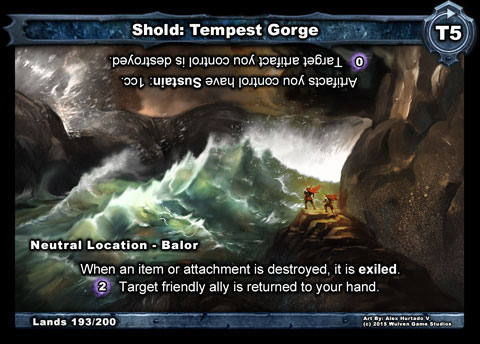 Shold: Tempest Gorge
T5
0 Target artifact you control is destroyed.
Artifacts you control have Sustain: 1cc.
Neutral Location - Balor
When an item or attachment is destroyed, it is exiled.
2 Target friendly ally is returned to your hand.
Lands 193/200
Art By: Alex Hurtado V
(c) 2015 Wulven Game Studios